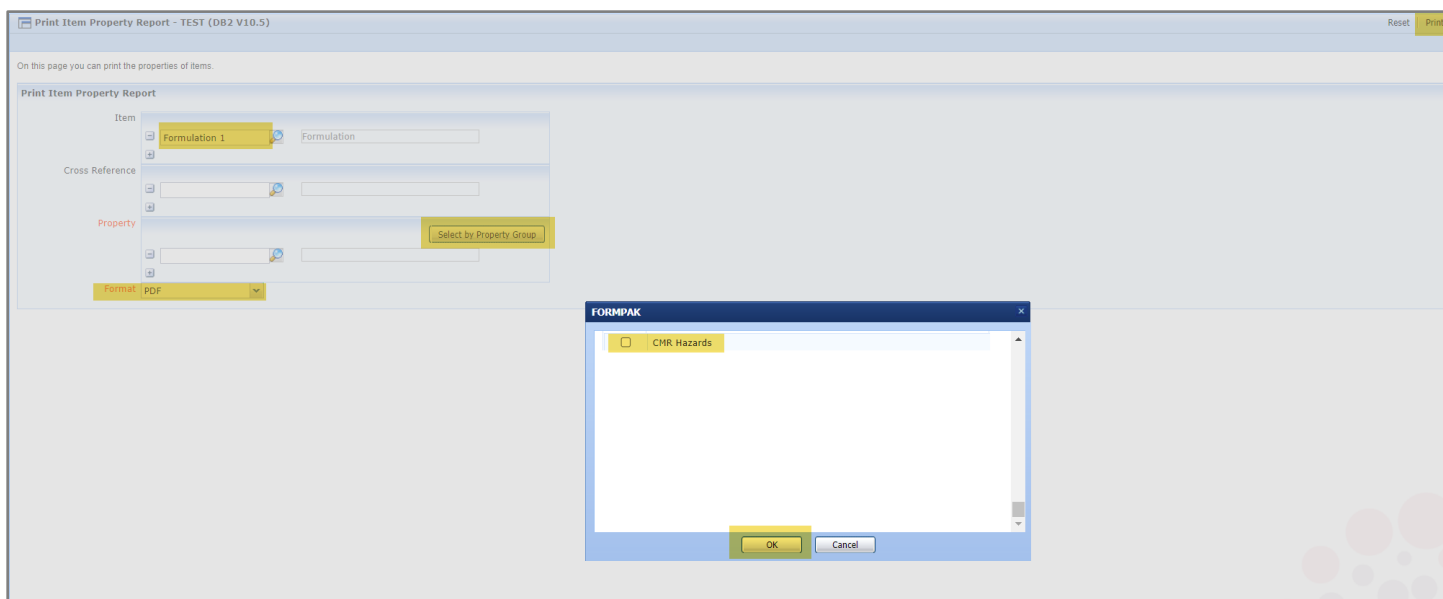 Print Item Property Report - TEST (DB2 V10.5)
Reset Print
On this page you can print the properties of items.
Print Item Property Report
Item
Formulation 1 Formulation
Cross Reference
Property
Select by Property Group
Format PDF
FORMPAK ×
CMR Hazards
OK Cancel